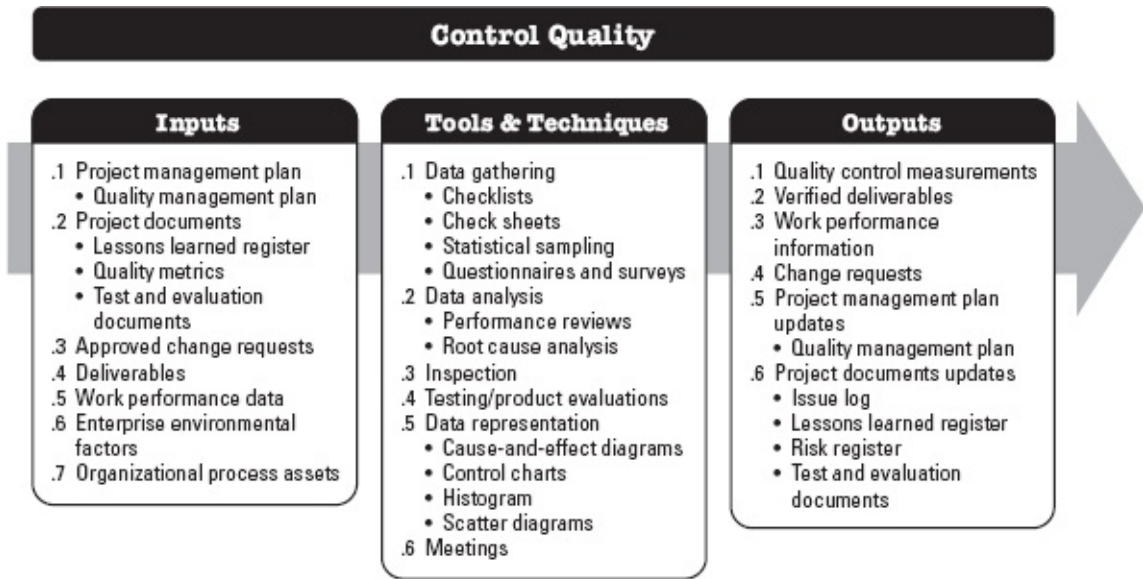 Control Quality
Inputs
.1 Project management plan
• Quality management plan
.2 Project documents
• Lessons learned register
• Quality metrics
• Test and evaluation
documents
.3 Approved change requests
.4 Deliverables
.5 Work performance data
.6 Enterprise environmental
factors
.7 Organizational process assets
Tools & Techniques
.1 Data gathering
• Checklists
• Check sheets
• Statistical sampling
• Questionnaires and surveys
.2 Data analysis
• Performance reviews
• Root cause analysis
.3 Inspection
.4 Testing/product evaluations
.5 Data representation
• Cause-and-effect diagrams
• Control charts
• Histogram
• Scatter diagrams
.6 Meetings
Outputs
.1 Quality control measurements
.2 Verified deliverables
.3 Work performance
information
.4 Change requests
.5 Project management plan
updates
• Quality management plan
.6 Project documents updates
• Issue log
• Lessons learned register
• Risk register
• Test and evaluation
documents